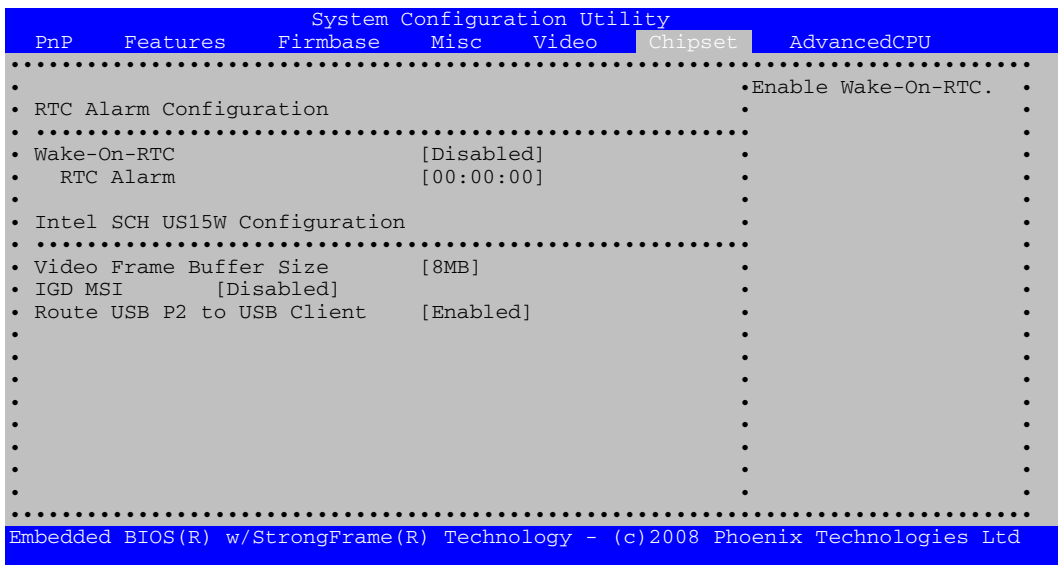 System Configuration Utility
PnP Features Firmbase Misc Video Chipset AdvancedCPU
Enable Wake-On-RTC.
RTC Alarm Configuration
Wake-On-RTC [Disabled]
RTC Alarm [00:00:00]
Intel SCH US15W Configuration
Video Frame Buffer Size [8MB]
IGD MSI [Disabled]
Route USB P2 to USB Client [Enabled]
Embedded BIOS(R) w/StrongFrame(R) Technology - (c)2008 Phoenix Technologies Ltd